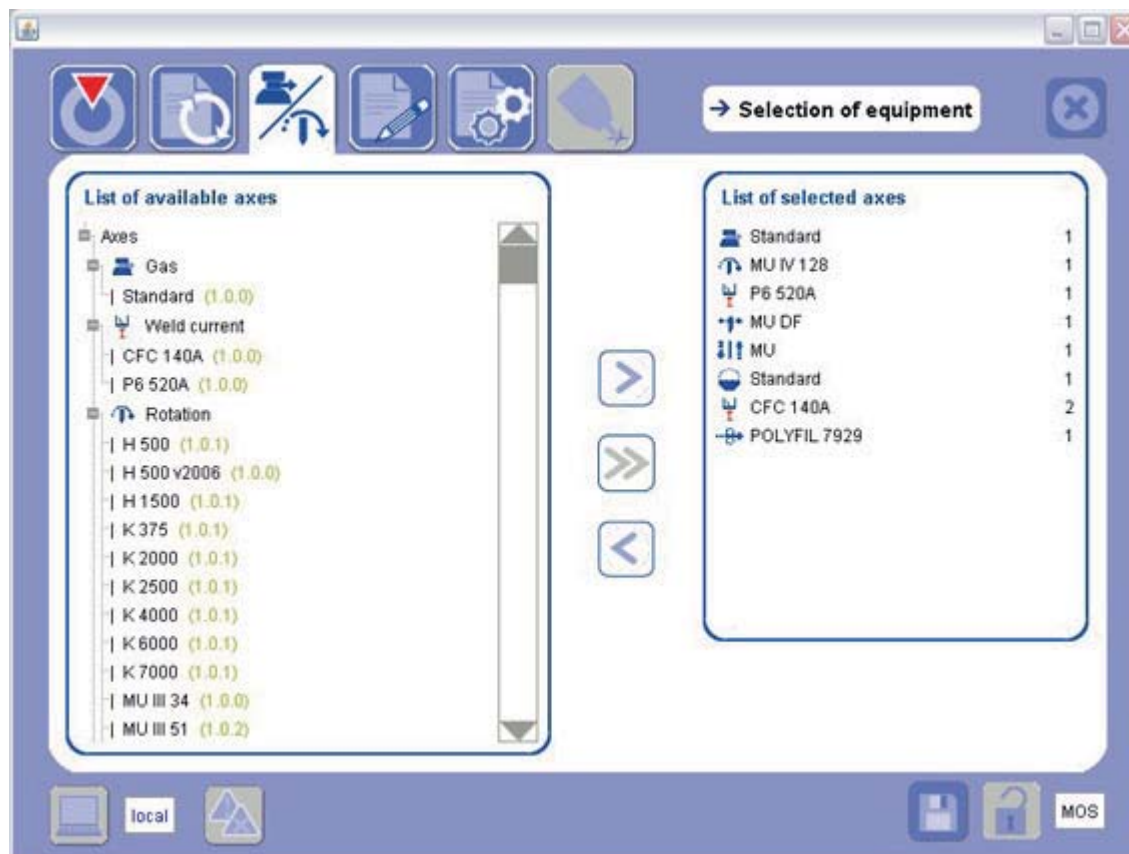 Selection of equipment
List of available axes
Axes
Gas
Standard (1.0.0)
Weld current
CFC 140A (1.0.0)
P6 520A (1.0.0)
Rotation
H 500 (1.0.1)
H 500 v2006 (1.0.0)
H 1500 (1.0.1)
K 375 (1.0.1)
K 2000 (1.0.1)
K 2500 (1.0.1)
K 4000 (1.0.1)
K 6000 (1.0.1)
K 7000 (1.0.1)
MU III 34 (1.0.0)
MU III 51 (1.0.2)
List of selected axes
Standard 1
MU IV 128 1
P6 520A 1
MU DF 1
MU 1
Standard 1
CFC 140A 2
POLYFIL 7929 1
local
MOS